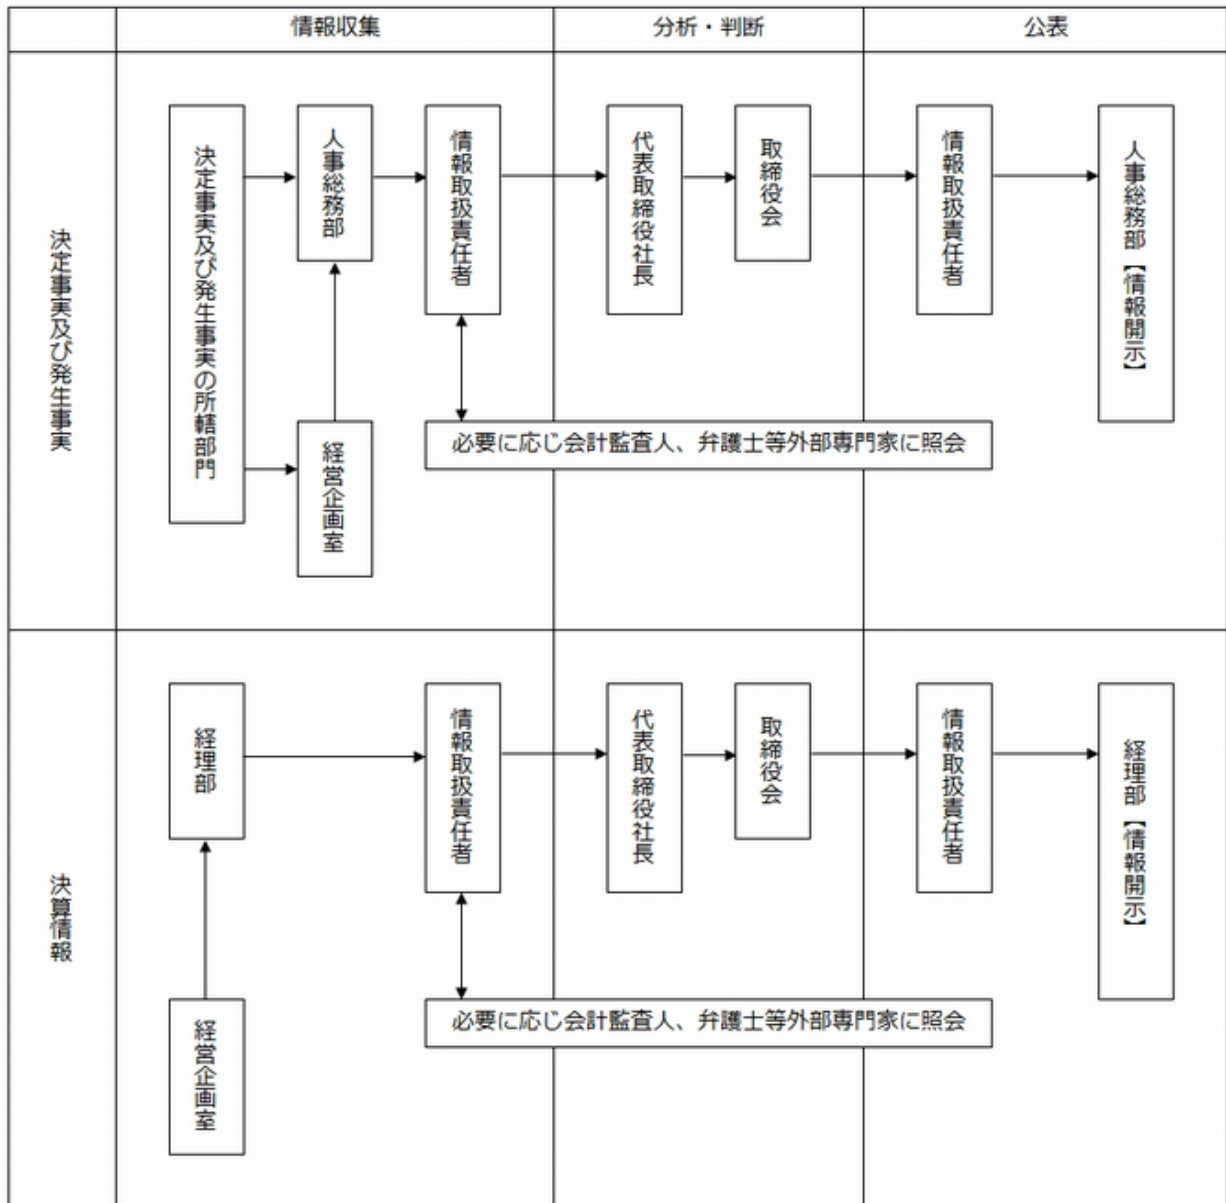 情報収集
分析・判断
公表
決定事実及び発生事実
決定事実及び発生事実の所轄部門
人事総務部
情報取扱責任者
代表取締役社長
取締役会
情報取扱責任者
人事総務部【情報開示】
経営企画室
必要に応じ会計監査人、弁護士等外部専門家に照会
決算情報
経理部
情報取扱責任者
代表取締役社長
取締役会
情報取扱責任者
経理部【情報開示】
経営企画室
必要に応じ会計監査人、弁護士等外部専門家に照会